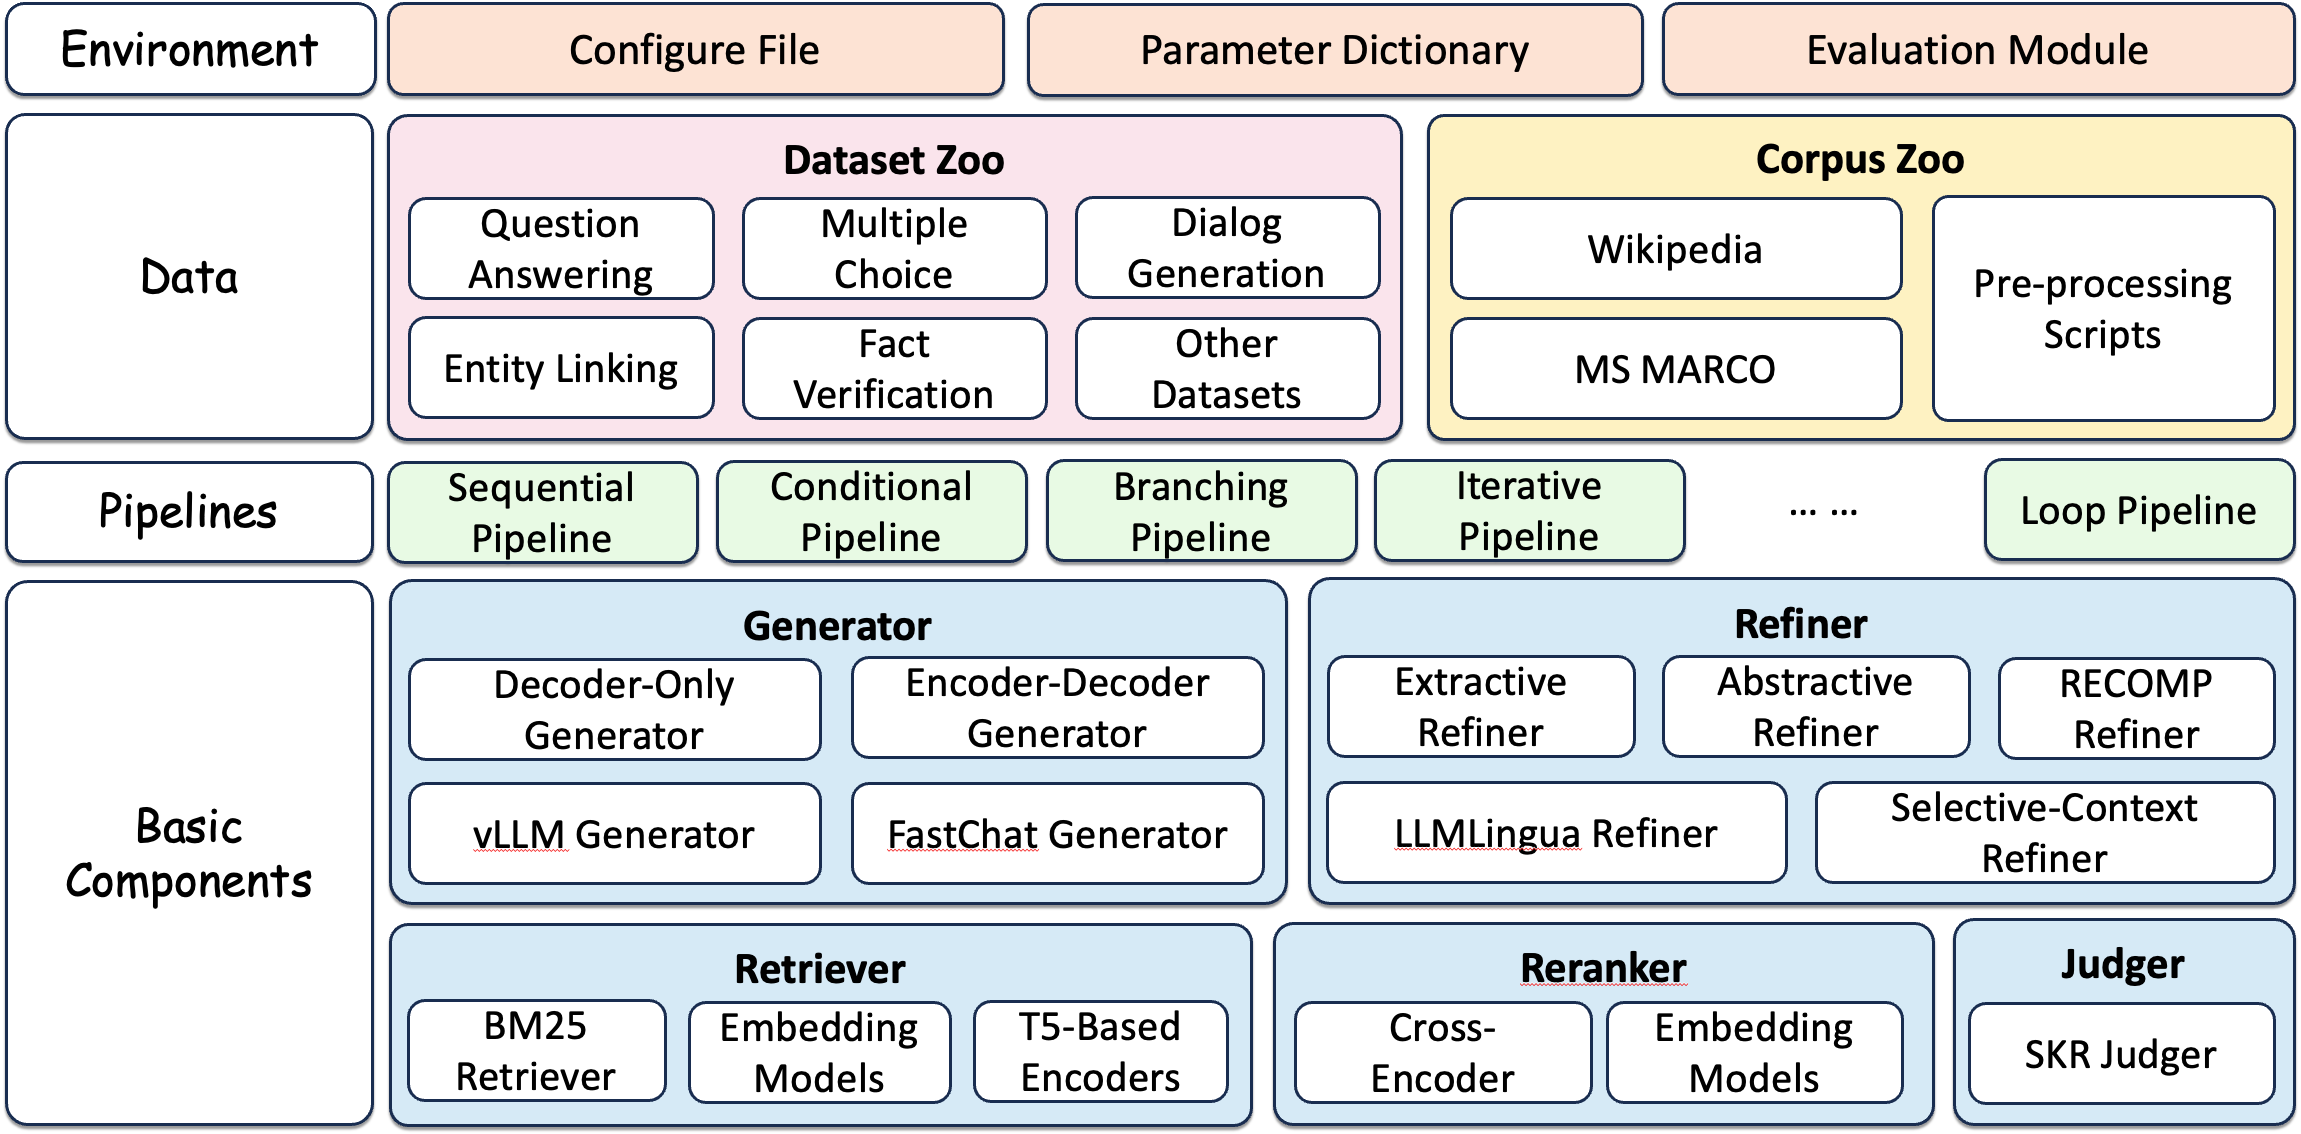 Environment
Configure File
Parameter Dictionary
Evaluation Module
Data
Dataset Zoo
Question
Answering
Multiple
Choice
Dialog
Generation
Entity Linking
Fact
Verification
Other
Datasets
Corpus Zoo
Wikipedia
MS MARCO
Pre-processing
Scripts
Pipelines
Sequential
Pipeline
Conditional
Pipeline
Branching
Pipeline
Iterative
Pipeline
... ...
Loop Pipeline
Basic
Components
Generator
Decoder-Only
Generator
Encoder-Decoder
Generator
vLLM Generator
FastChat Generator
Refiner
Extractive
Refiner
Abstractive
Refiner
RECOMP
Refiner
LLMLingua Refiner
Selective-Context
Refiner
Retriever
BM25
Retriever
Embedding
Models
T5-Based
Encoders
Reranker
Cross-
Encoder
Embedding
Models
Judger
SKR Judger